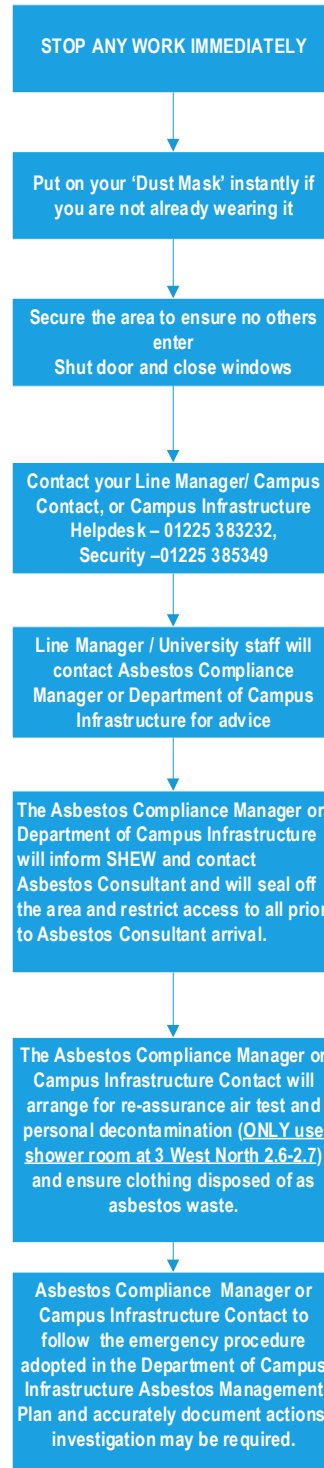 STOP ANY WORK IMMEDIATELY
Put on your ‘Dust Mask’ instantly if
you are not already wearing it
Secure the area to ensure no others
enter
Shut door and close windows
Contact your Line Manager/ Campus
Contact, or Campus Infrastructure
Helpdesk – 01225 383232,
Security –01225 385349
Line Manager / University staff will
contact Asbestos Compliance
Manager or Department of Campus
Infrastructure for advice
The Asbestos Compliance Manager or
Department of Campus Infrastructure
will inform SHEW and contact
Asbestos Consultant and will seal off
the area and restrict access to all prior
to Asbestos Consultant arrival.
The Asbestos Compliance Manager or
Campus Infrastructure Contact will
arrange for re-assurance air test and
personal decontamination (ONLY use
shower room at 3 West North 2.6-2.7)
and ensure clothing disposed of as
asbestos waste.
Asbestos Compliance Manager or
Campus Infrastructure Contact to
follow the emergency procedure
adopted in the Department of Campus
Infrastructure Asbestos Management
Plan and accurately document actions
investigation may be required.